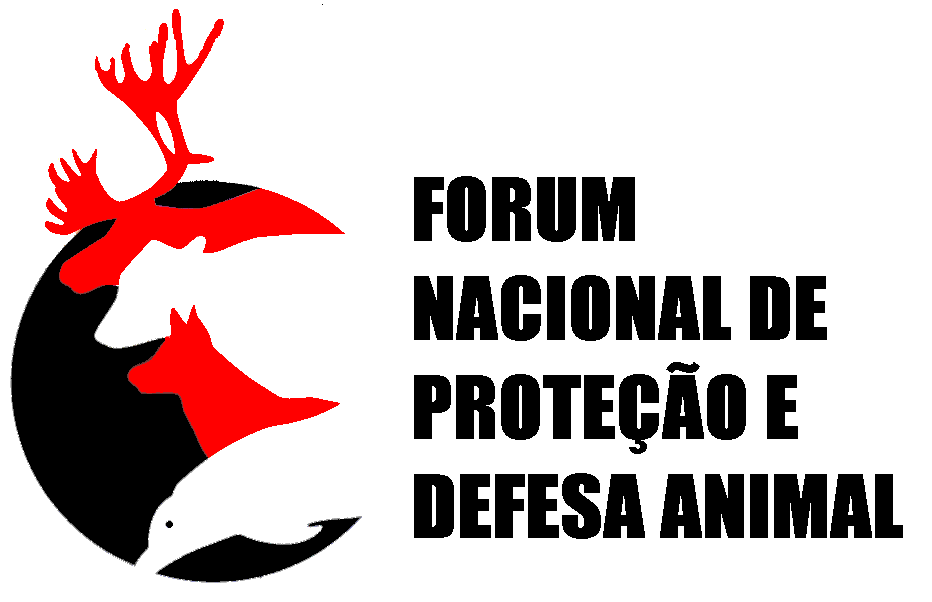 FORUM
NACIONAL DE
PROTEÇÃO E
DEFESA ANIMAL